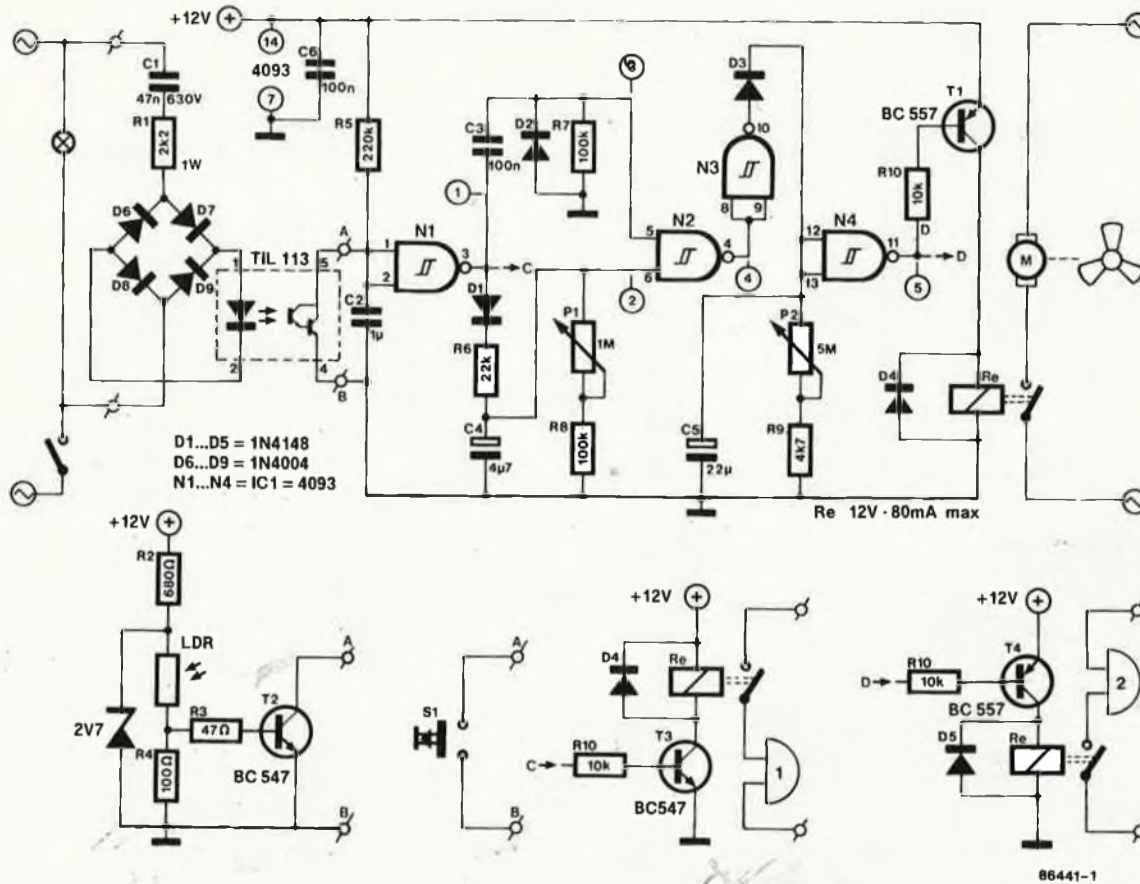 +12V
14
4093
7
C6
100n
C1
47n 630V
R1
2k2
1W
D6
D7
D8
D9
TIL 113
1
5
2
4
A
B
R5
220k
C2
1µ
1
2
N1
3
C
1
C3
100n
D2
R7
100k
D1
R6
22k
C4
4µ7
5
6
N2
4
3
2
4
P1
1M
R8
100k
D3
10
N3
8
9
12
13
N4
11
C5
22µ
P2
5M
R9
4k7
T1
BC 557
R10
10k
D
D
5
D4
Re
M
Re 12V · 80mA max
D1...D5 = 1N4148
D6...D9 = 1N4004
N1...N4 = IC1 = 4093
+12V
R2
680Ω
LDR
2V7
R3
47Ω
R4
100Ω
T2
BC 547
A
B
S1
A
B
+12V
D4
Re
C
R10
10k
T3
BC547
1
+12V
D
R10
10k
T4
BC 557
D5
Re
2
86441-1